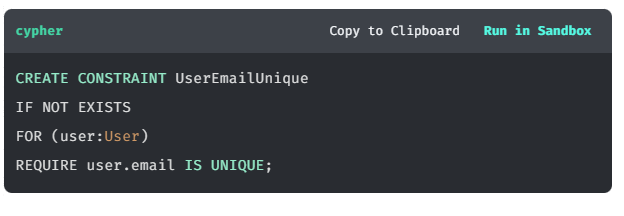 cypher Copy to Clipboard Run in Sandbox
CREATE CONSTRAINT UserEmailUnique
IF NOT EXISTS
FOR (user:User)
REQUIRE user.email IS UNIQUE;